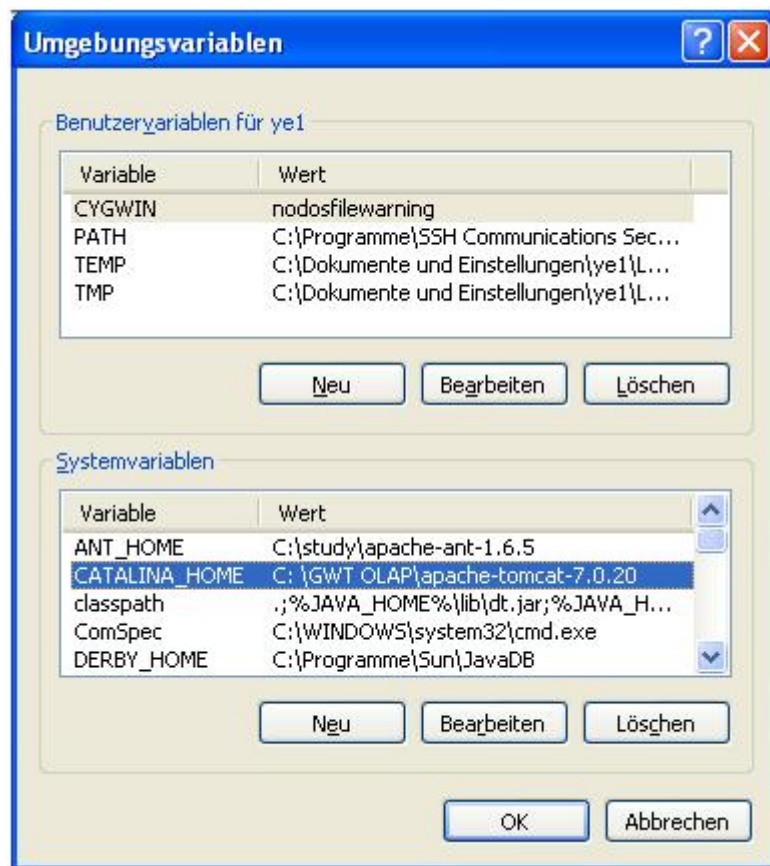 Umgebungsvariablen
Benutzervariablen für ye1
Variable Wert
CYGWIN nodosfilewarning
PATH C:\Programme\SSH Communications Sec...
TEMP C:\Dokumente und Einstellungen\ye1\L...
TMP C:\Dokumente und Einstellungen\ye1\L...
Neu Bearbeiten Löschen
Systemvariablen
Variable Wert
ANT_HOME C:\study\apache-ant-1.6.5
CATALINA_HOME C: \GWT OLAP\apache-tomcat-7.0.20
classpath .;%JAVA_HOME%\lib\dt.jar;%JAVA_H...
ComSpec C:\WINDOWS\system32\cmd.exe
DERBY_HOME C:\Programme\Sun\JavaDB
Neu Bearbeiten Löschen
OK Abbrechen